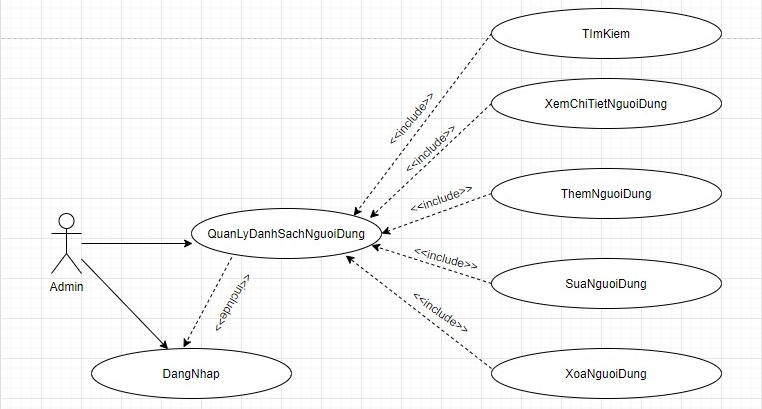 TImKiem
<<include>>
XemChiTietNguoiDung
<<include>>
ThemNguoiDung
<<include>>
QuanLyDanhSachNguoiDung
<<include>>
SuaNguoiDung
Admin
<<include>>
<<include>>
DangNhap
XoaNguoiDung